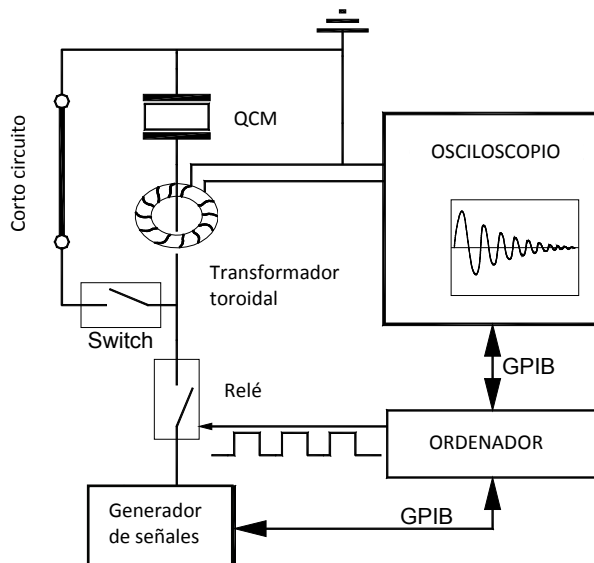 QCM
OSCILOSCOPIO
Corto circuito
Transformador
toroidal
Switch
GPIB
Relé
ORDENADOR
Generador
de señales
GPIB